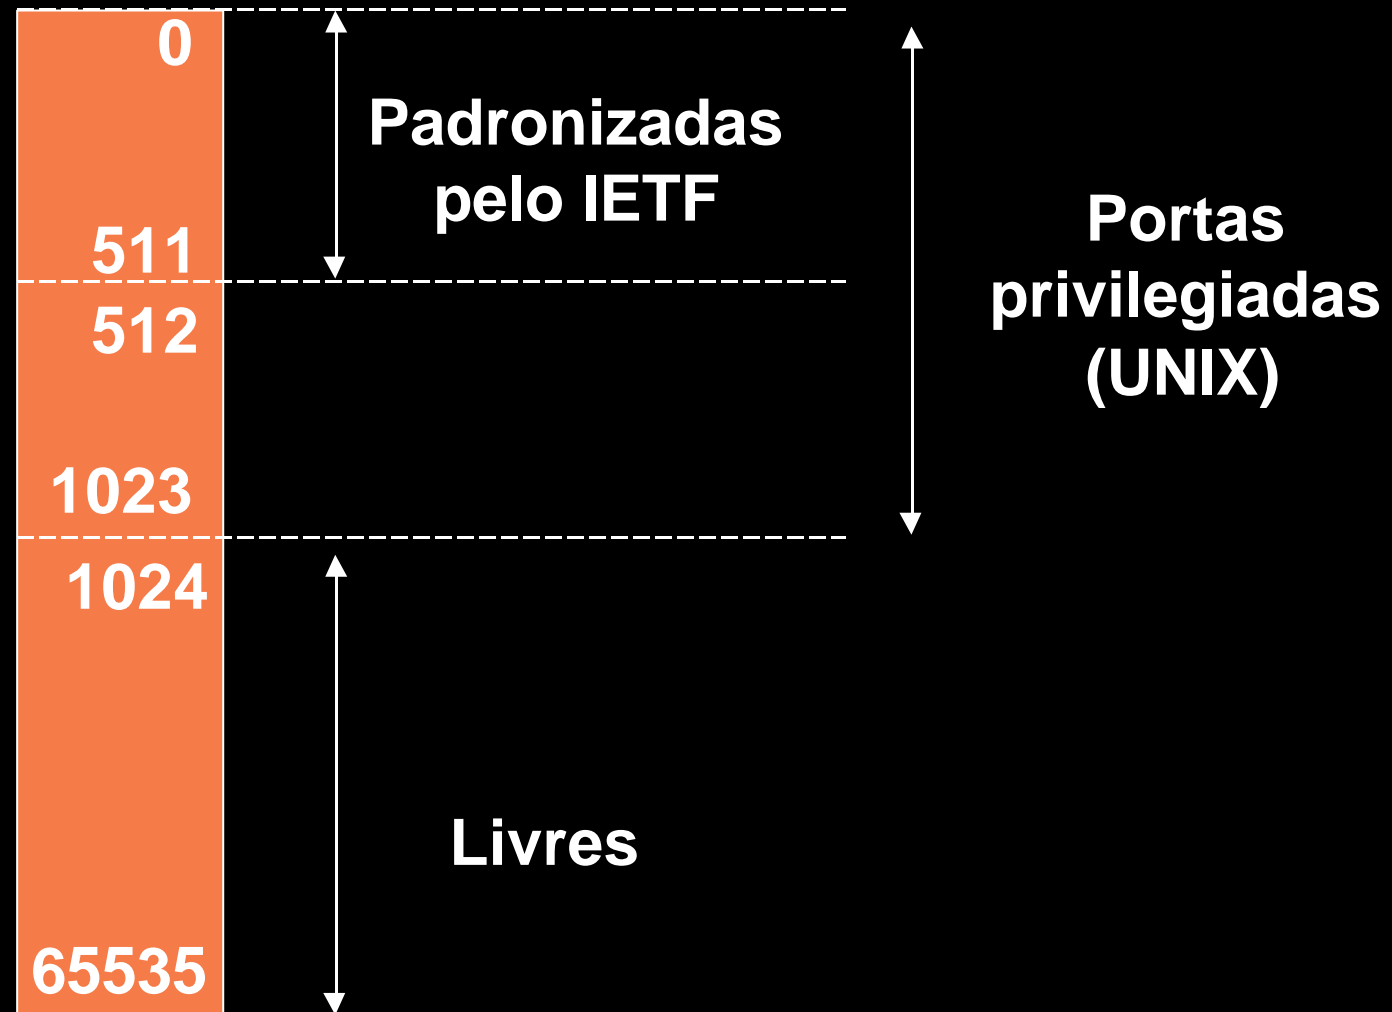 0
Padronizadas
pelo IETF
511
512
1023
Portas
privilegiadas
(UNIX)
1024
Livres
65535